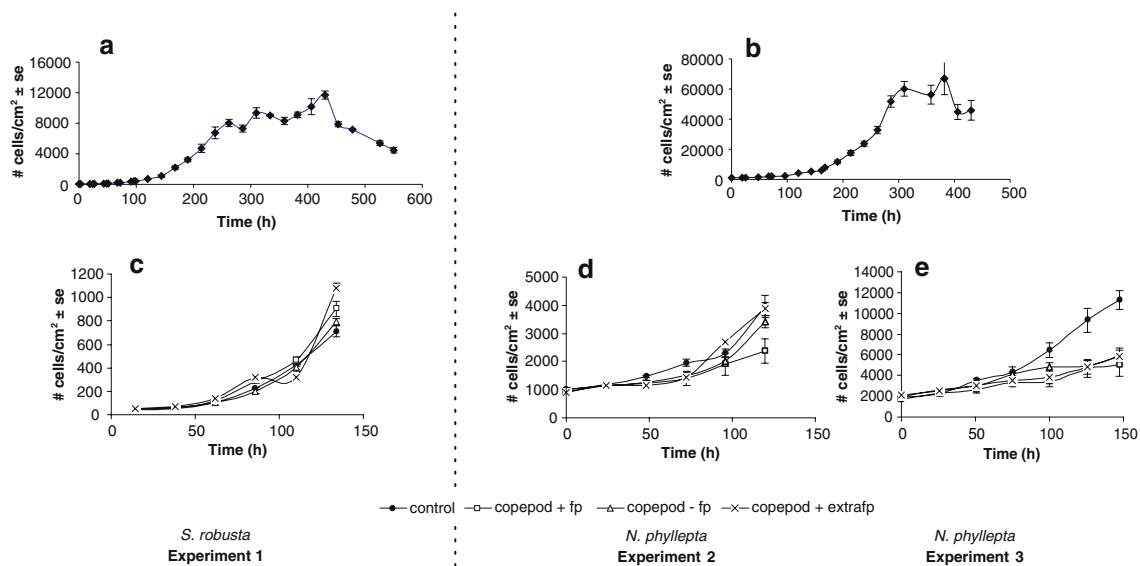 a
16000
12000
8000
4000
0
# cells/cm² ± se
0 100 200 300 400 500 600
Time (h)
b
80000
60000
40000
20000
0
# cells/cm² ± se
0 100 200 300 400 500
Time (h)
c
1200
1000
800
600
400
200
0
# cells/cm² ± se
0 50 100 150
Time (h)
d
5000
4000
3000
2000
1000
0
# cells/cm² ± se
0 50 100 150
Time (h)
e
14000
12000
10000
8000
6000
4000
2000
0
# cells/cm² ± se
0 50 100 150
Time (h)
control copepod + fp copepod - fp copepod + extrafp
S. robusta
Experiment 1
N. phyllepta
Experiment 2
N. phyllepta
Experiment 3